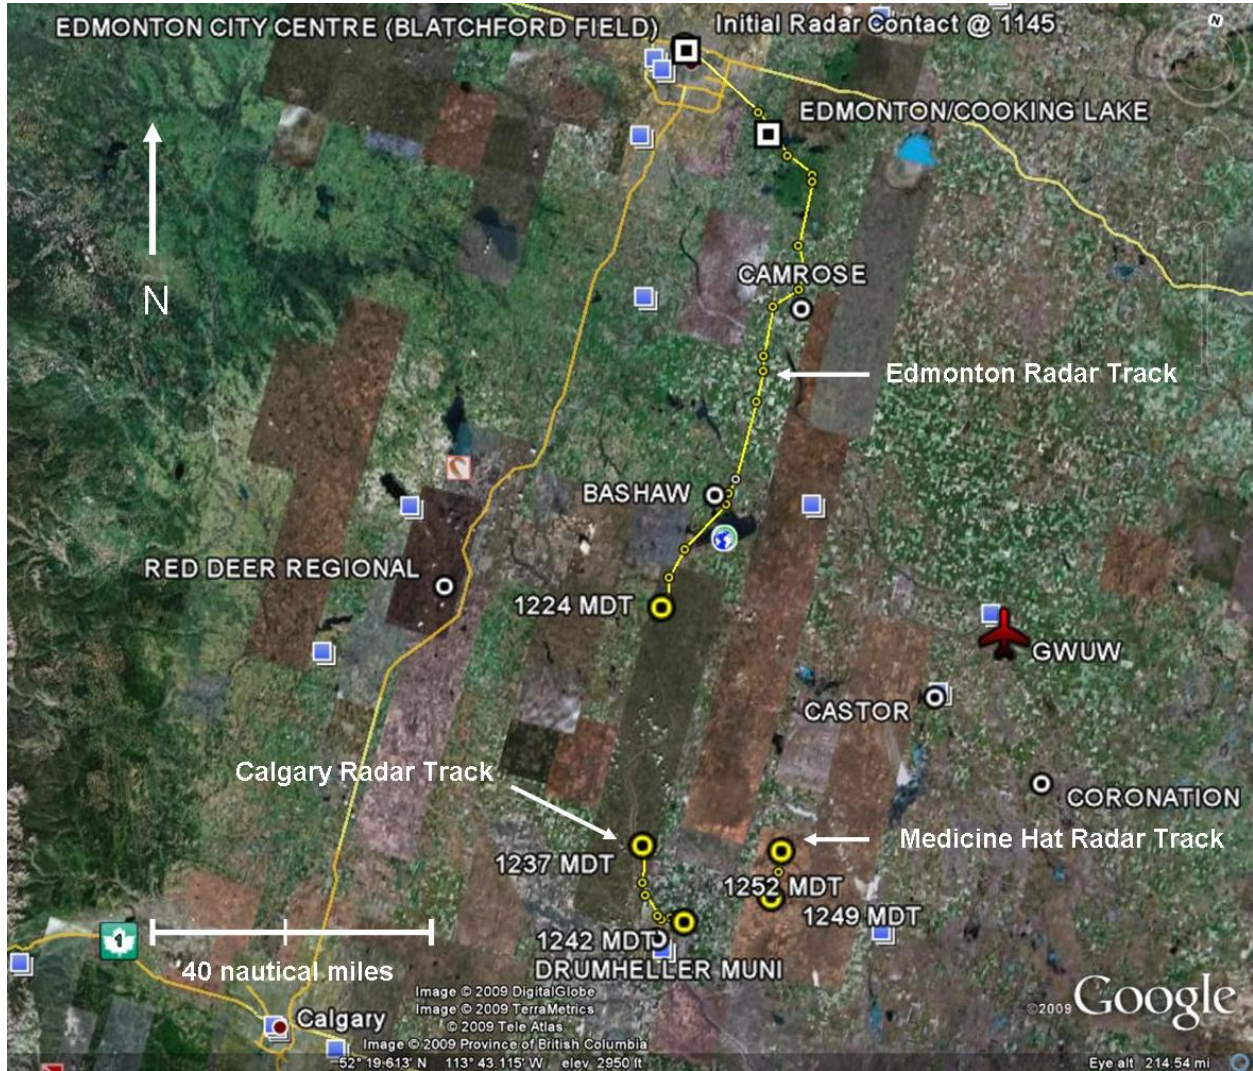 EDMONTON CITY CENTRE (BLATCHFORD FIELD)
Initial Radar Contact @ 1145
N
EDMONTON/COOKING LAKE
N
CAMROSE
Edmonton Radar Track
BASHAW
RED DEER REGIONAL
1224 MDT
GWUW
CASTOR
Calgary Radar Track
CORONATION
Medicine Hat Radar Track
1237 MDT
1252 MDT
1249 MDT
1
1242 MDT
DRUMHELLER MUNI
40 nautical miles
Image © 2009 DigitalGlobe
Image © 2009 TerraMetrics
© 2009 Tele Atlas
Image © 2009 Province of British Columbia
©2009 Google
Calgary
52° 19.613' N 113° 43.115' W elev 2950 ft
Eye alt 214.54 mi